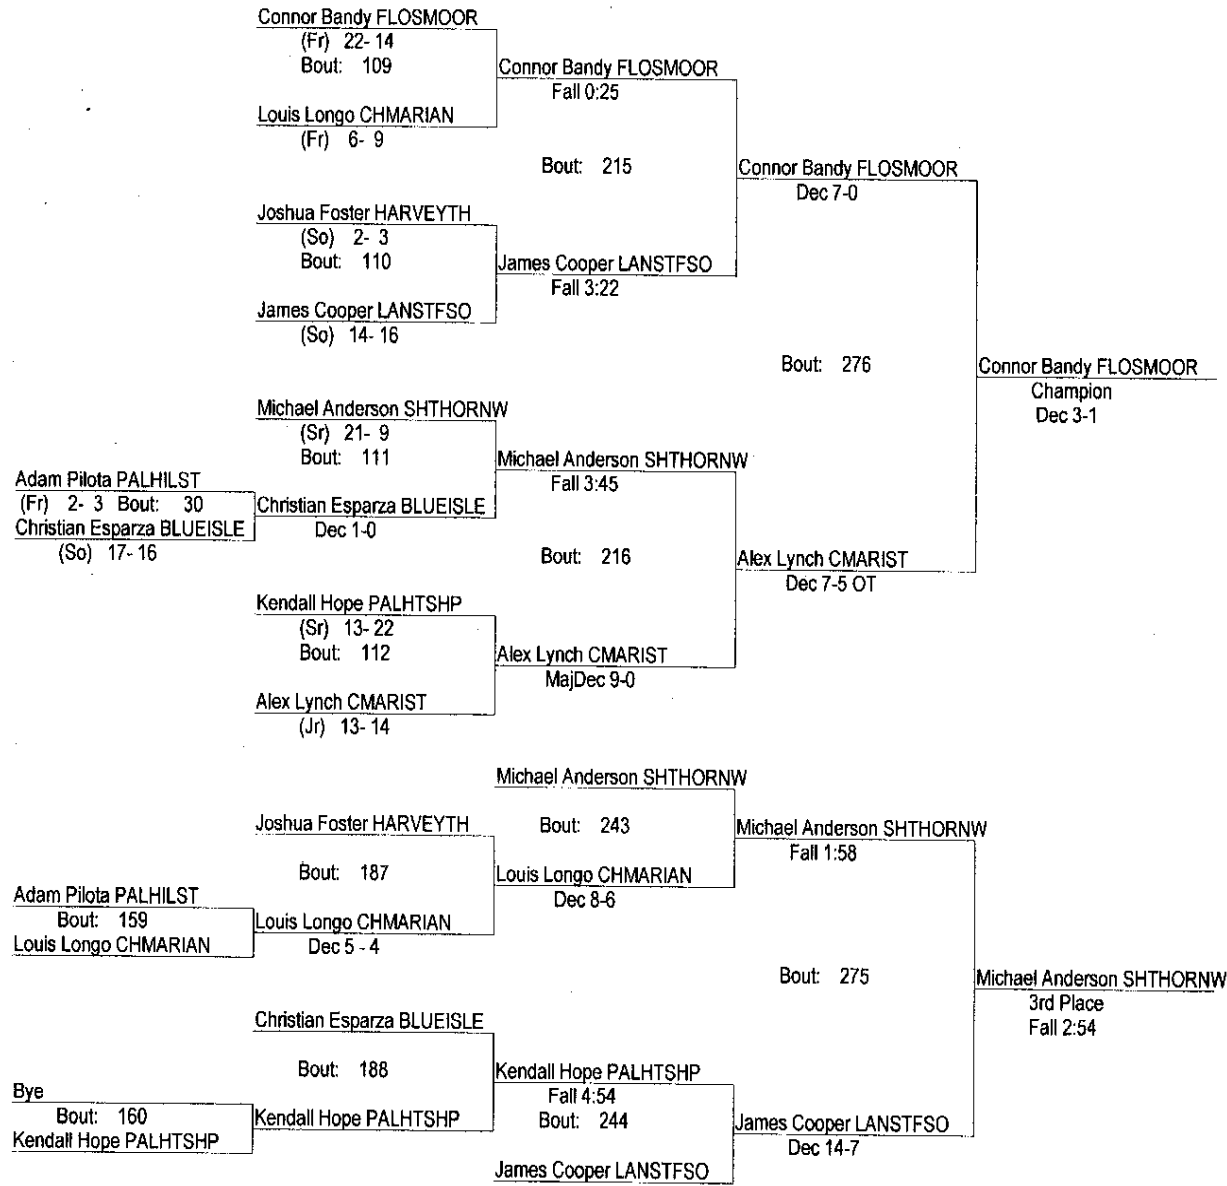 Connor Bandy FLOSMOOR
(Fr) 22- 14
Bout: 109
Connor Bandy FLOSMOOR
Fall 0:25
Louis Longo CHMARIAN
(Fr) 6- 9
Bout: 215
Connor Bandy FLOSMOOR
Dec 7-0
Joshua Foster HARVEYTH
(So) 2- 3
Bout: 110
James Cooper LANSTFSO
Fall 3:22
James Cooper LANSTFSO
(So) 14- 16
Bout: 276
Connor Bandy FLOSMOOR
Champion
Dec 3-1
Michael Anderson SHTHORNW
(Sr) 21- 9
Bout: 111
Michael Anderson SHTHORNW
Fall 3:45
Adam Pilota PALHILST
(Fr) 2- 3 Bout: 30
Christian Esparza BLUEISLE
(So) 17- 16
Christian Esparza BLUEISLE
Dec 1-0
Bout: 216
Alex Lynch CMARIST
Dec 7-5 OT
Kendall Hope PALHTSHP
(Sr) 13- 22
Bout: 112
Alex Lynch CMARIST
MajDec 9-0
Alex Lynch CMARIST
(Jr) 13- 14
Michael Anderson SHTHORNW
Joshua Foster HARVEYTH
Bout: 243
Michael Anderson SHTHORNW
Fall 1:58
Bout: 187
Louis Longo CHMARIAN
Dec 8-6
Adam Pilota PALHILST
Bout: 159
Louis Longo CHMARIAN
Louis Longo CHMARIAN
Dec 5 - 4
Bout: 275
Michael Anderson SHTHORNW
3rd Place
Fall 2:54
Christian Esparza BLUEISLE
Bout: 188
Kendall Hope PALHTSHP
Fall 4:54
Bye
Bout: 160
Kendall Hope PALHTSHP
Kendall Hope PALHTSHP
Bout: 244
James Cooper LANSTFSO
Dec 14-7
James Cooper LANSTFSO